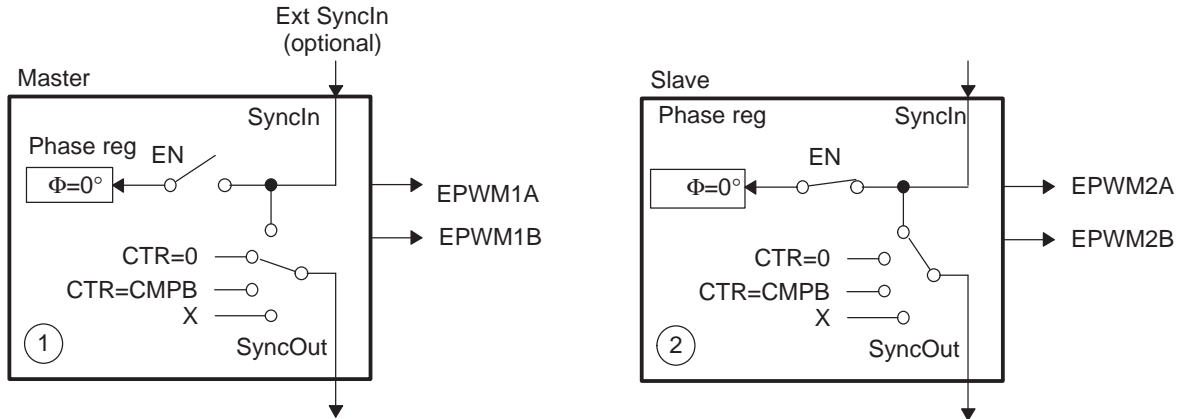 Ext SyncIn
(optional)
Master
SyncIn
Phase reg
EN
Φ=0°
EPWM1A
EPWM1B
CTR=0
CTR=CMPB
X
1
SyncOut
Slave
Phase reg
SyncIn
EN
Φ=0°
EPWM2A
EPWM2B
CTR=0
CTR=CMPB
X
2
SyncOut